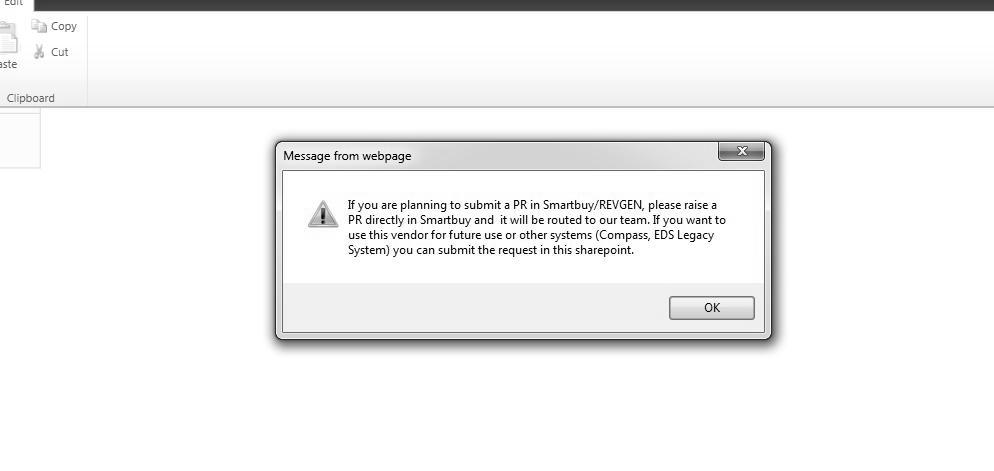 Edit
Copy
Cut
aste
Clipboard
Message from webpage
If you are planning to submit a PR in Smartbuy/REVGEN, please raise a
PR directly in Smartbuy and  it will be routed to our team. If you want to
use this vendor for future use or other systems (Compass, EDS Legacy
System) you can submit the request in this sharepoint.
OK